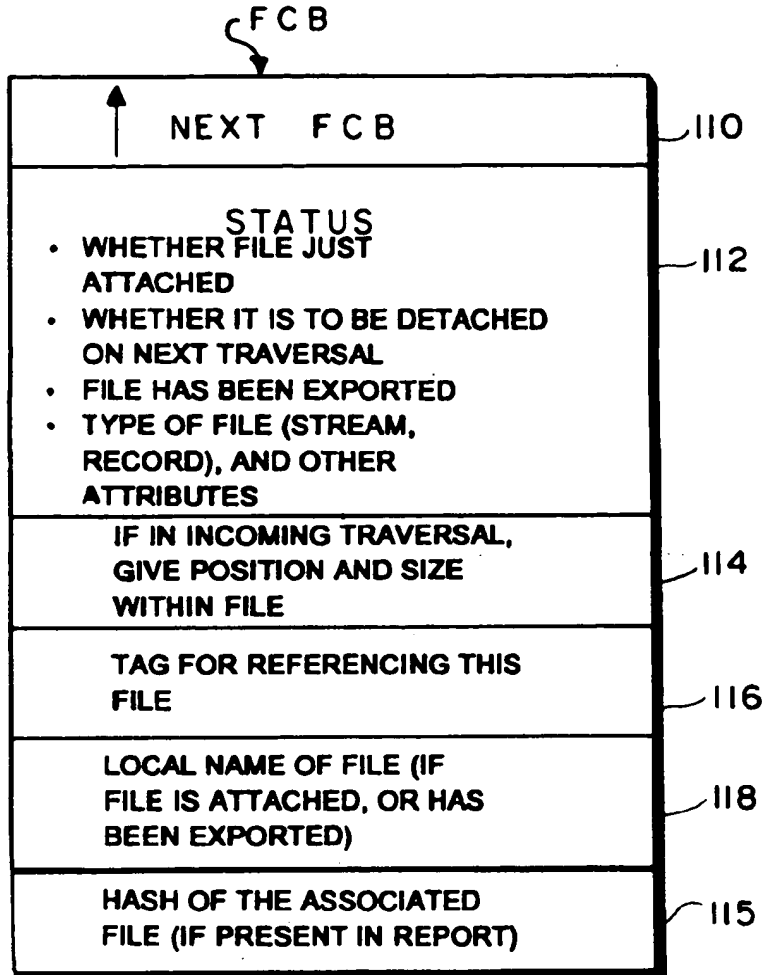 FCB
NEXT FCB
110
STATUS
• WHETHER FILE JUST
ATTACHED
112
• WHETHER IT IS TO BE DETACHED
ON NEXT TRAVERSAL
• FILE HAS BEEN EXPORTED
• TYPE OF FILE (STREAM,
RECORD), AND OTHER
ATTRIBUTES
IF IN INCOMING TRAVERSAL,
GIVE POSITION AND SIZE
WITHIN FILE
114
TAG FOR REFERENCING THIS
FILE
116
LOCAL NAME OF FILE (IF
FILE IS ATTACHED, OR HAS
BEEN EXPORTED)
118
HASH OF THE ASSOCIATED
FILE (IF PRESENT IN REPORT)
115